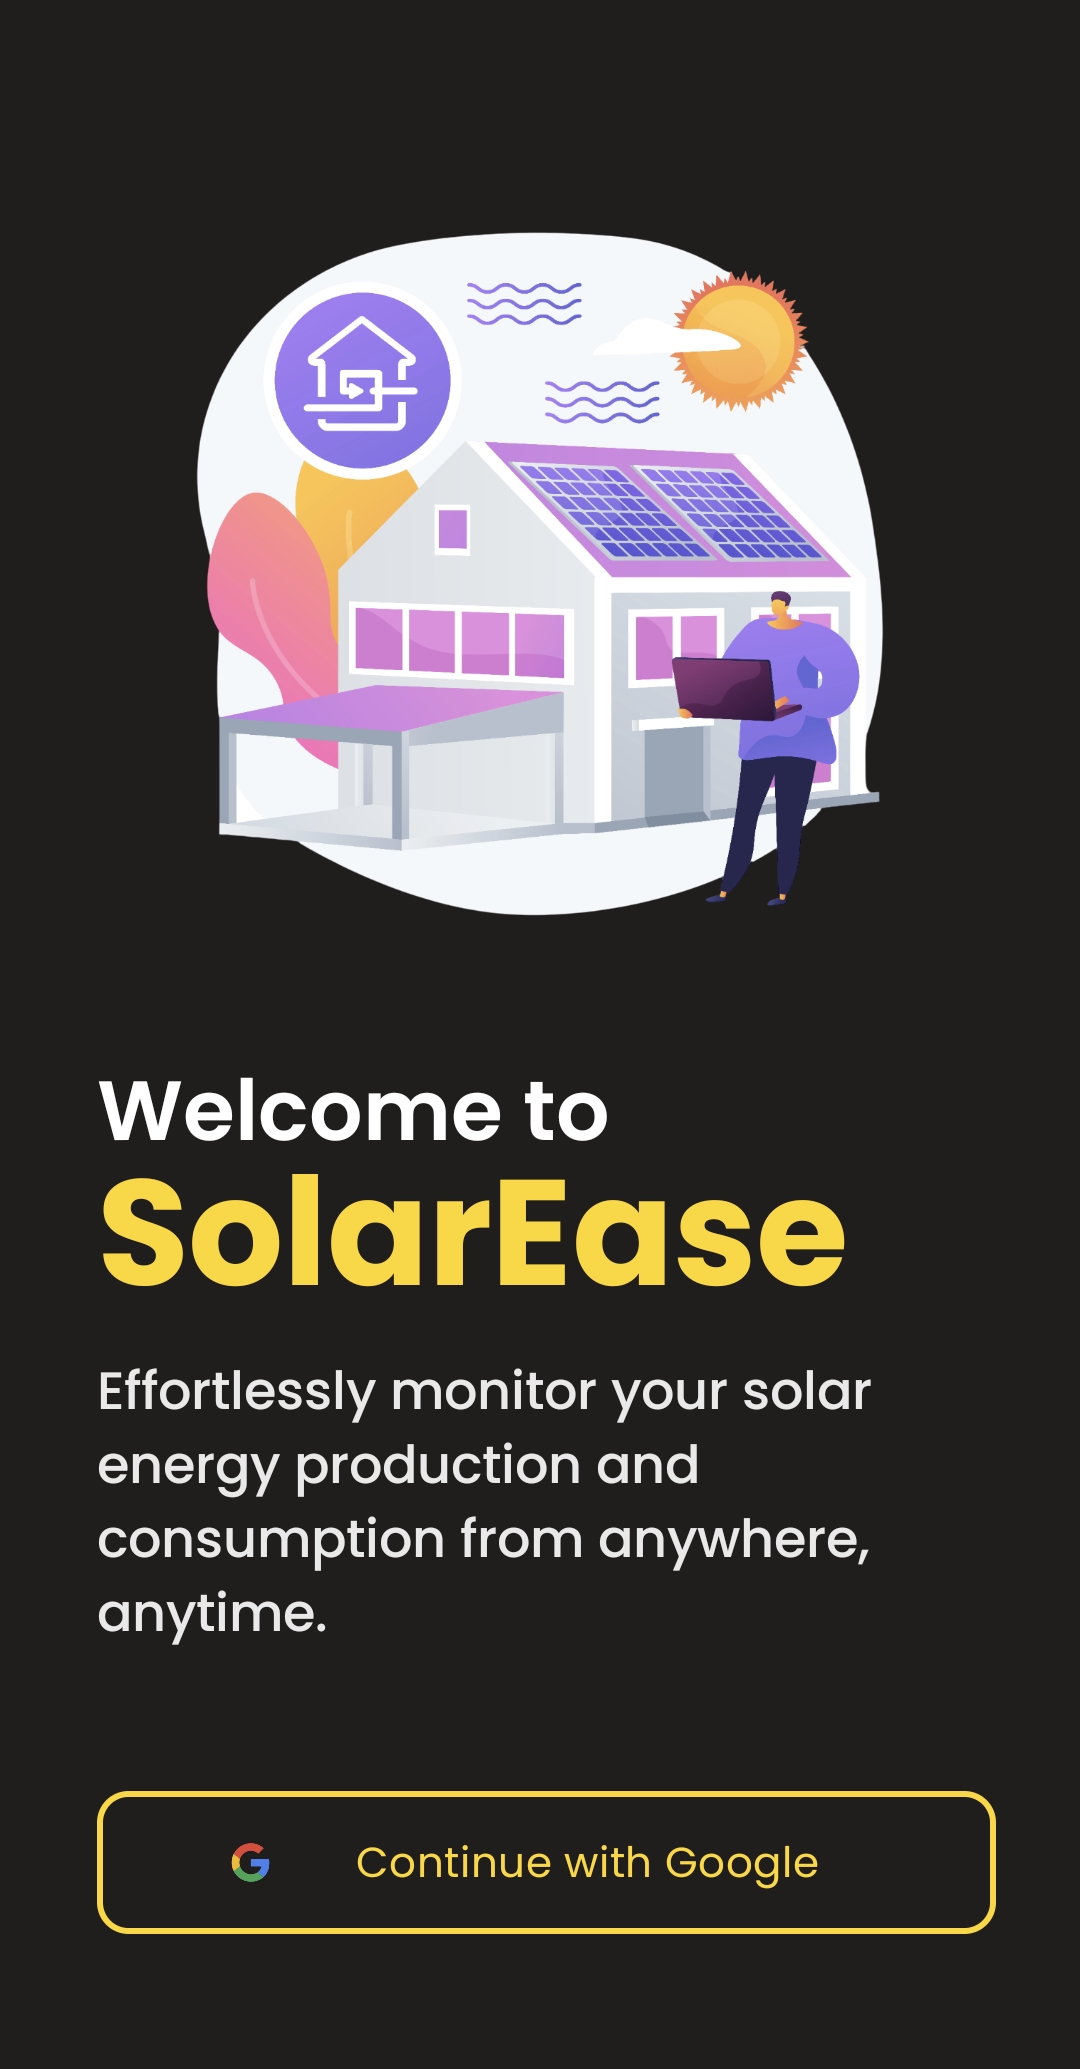 Welcome to
SolarEase
Effortlessly monitor your solar
energy production and
consumption from anywhere,
anytime.
Continue with Google